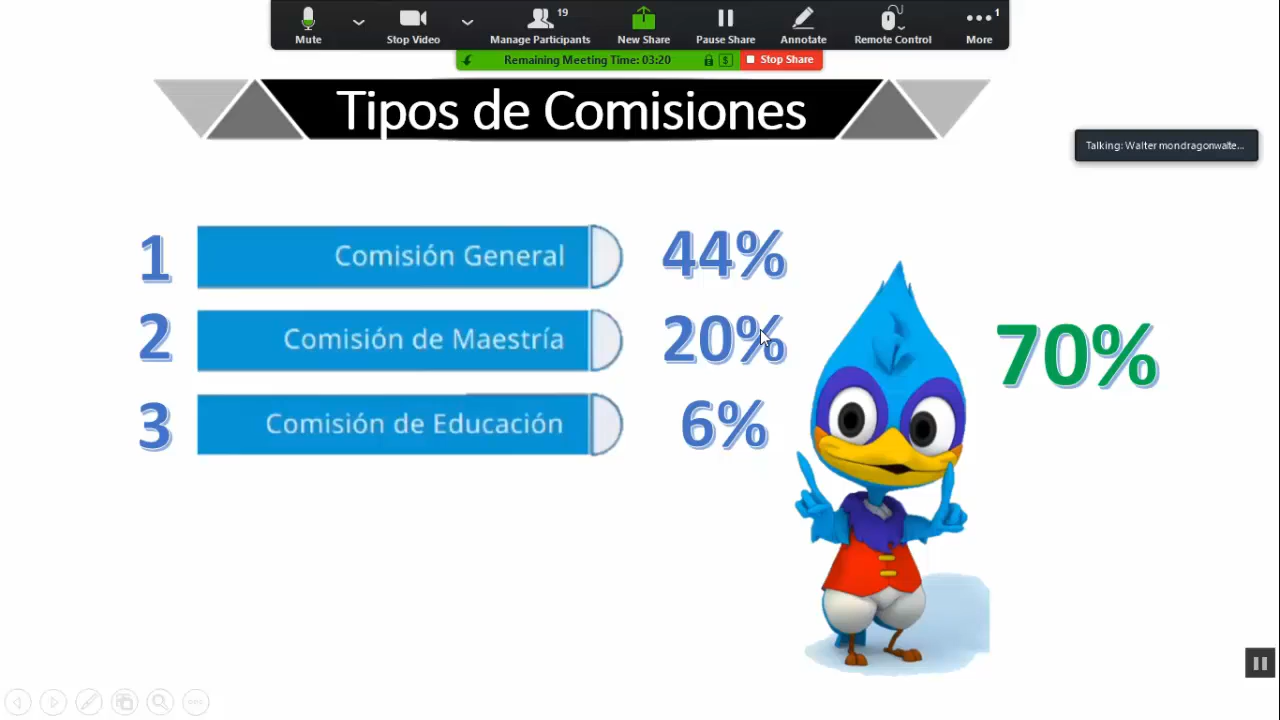 19
1
Mute
Stop Video
Manage Participants
New Share
Pause Share
Annotate
Remote Control
More
Remaining Meeting Time: 03:20
$
Stop Share
Tipos de Comisiones
Talking: Walter mondragonwalte...
1 Comisión General 44%
2 Comisión de Maestría 20%
70%
3 Comisión de Educación 6%